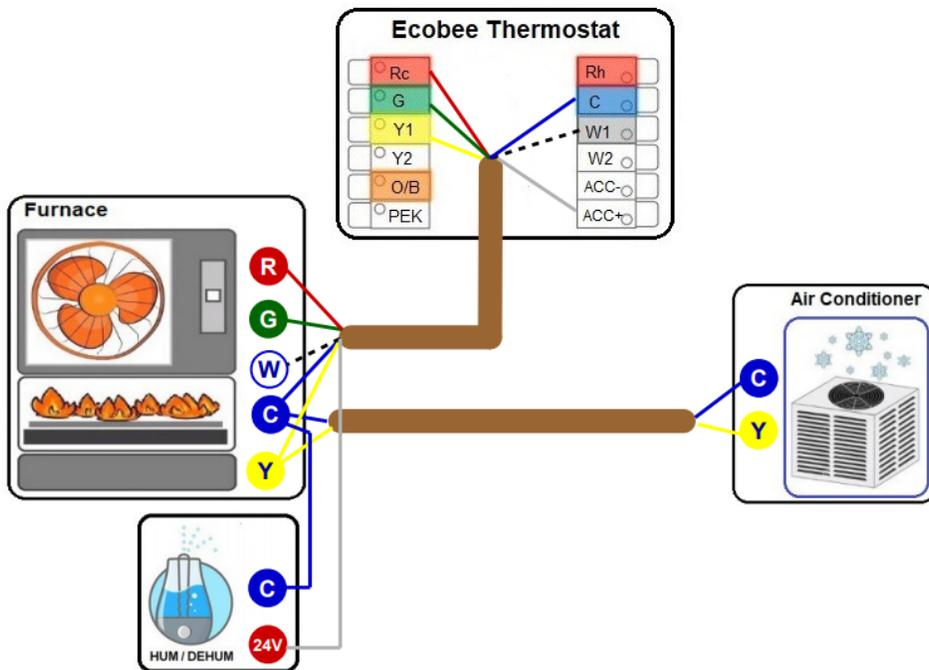 Ecobee Thermostat
Rc
Rh
G
C
Y1
W1
Y2
W2
O/B
ACC-
PEK
ACC+
Furnace
R
G
W
C
Y
Air Conditioner
C
Y
C
24V
HUM / DEHUM